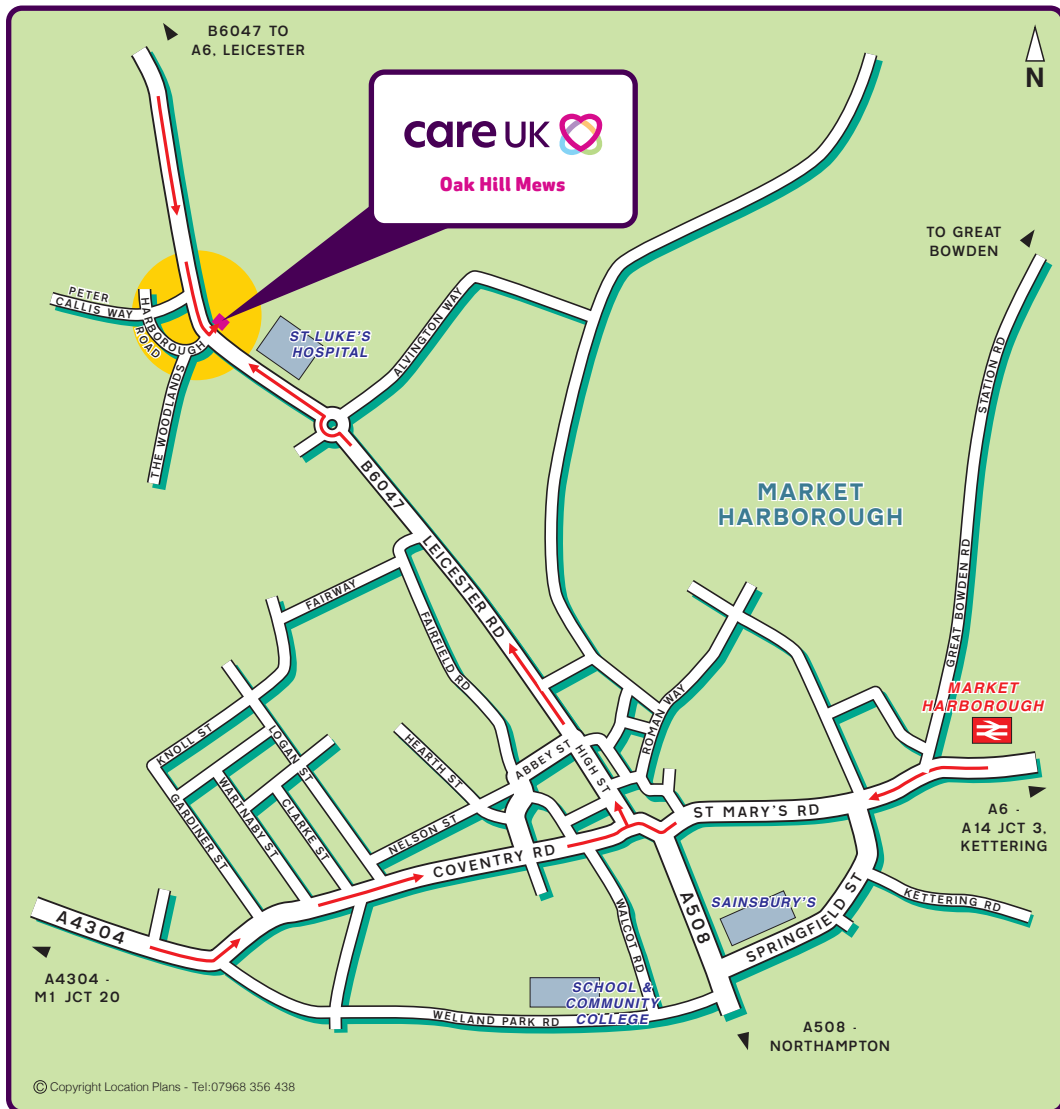 B6047 TO
A6, LEICESTER
N
care UK
Oak Hill Mews
TO GREAT
BOWDEN
PETER
CALLIS WAY
HARBOROUGH
ROAD
THE WOODLANDS
ST LUKE'S
HOSPITAL
ALVINGTON WAY
STATION RD
B6047
MARKET
HARBOROUGH
LEICESTER RD
FAIRWAY
FAIRFIELD RD
GREAT BOWDEN RD
MARKET
HARBOROUGH
ROMAN WAY
KNOLL ST
LOGAN ST
HEARTH ST
ABBEY ST
HIGH ST
WARTNABY ST
CLARKE ST
GARDINER ST
NELSON ST
ST MARY'S RD
A6 -
A14 JCT 3,
KETTERING
COVENTRY RD
A4304
A508
SAINSBURY'S
SPRINGFIELD ST
KETTERING RD
WALCOT RD
A4304 -
M1 JCT 20
SCHOOL &
COMMUNITY
COLLEGE
WELLAND PARK RD
A508 -
NORTHAMPTON
© Copyright Location Plans - Tel:07968 356 438